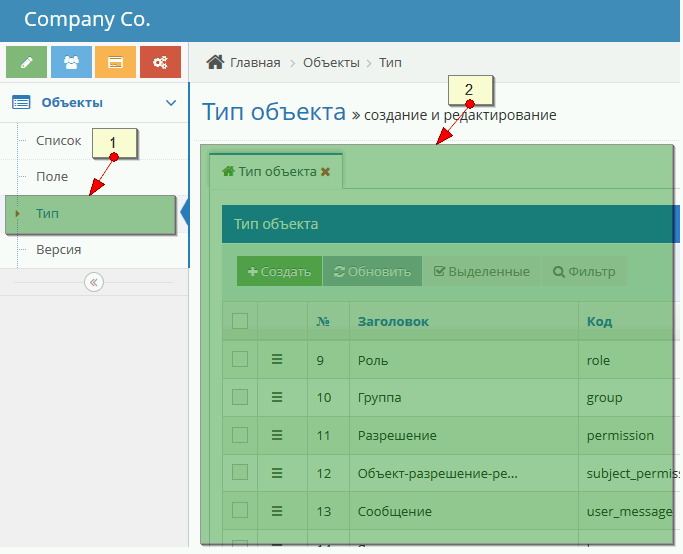 Company Co.
Главная > Объекты > Тип
Объекты
Список
Поле
Тип
Версия
1
2
Тип объекта » создание и редактирование
Тип объекта
Тип объекта
Создать Обновить Выделенные Фильтр
№ Заголовок Код
9 Роль role
10 Группа group
11 Разрешение permission
12 Объект-разрешение-ре... subject_permis
13 Сообщение user_message